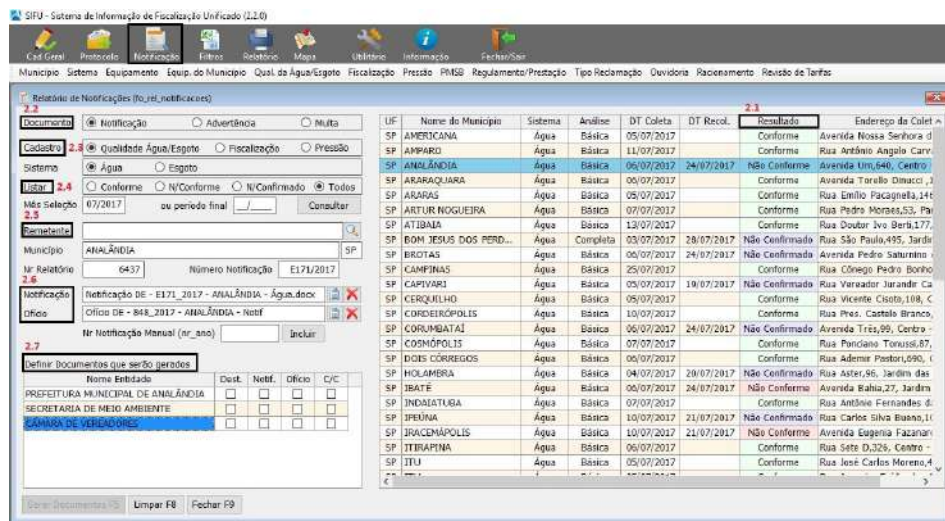 SIFU - Sistema de Informação de Fiscalização Unificado (2.2.0)
Cad Geral Protocolo Notificação Filtros Relatório Mapa Utilitário Informação Fechar/Sair
Município Sistema Equipamento Equip. do Município Qual. da Água/Esgoto Fiscalização Pressão PMSB Regulamento/Prestação Tipo Reclamação Ouvidoria Racionamento Revisão de Tarifas
Relatório de Notificações (fo_rel_notificacoes)
2.2
Documento Notificação Advertência Multa
Cadastro 2.3 Qualidade Água/Esgoto Fiscalização Pressão
Sistema Água Esgoto
Listar 2.4 Conforme N/Conforme N/Confirmado Todos
Mês Seleção 07/2017 ou período final __/____ Consultar
2.5
Remetente
Município ANALÂNDIA SP
Nr Relatório 6437 Número Notificação E171/2017
2.6
Notificação Notificação DE - E171_2017 - ANALÂNDIA - Água.docx
Ofício Ofício DE - 848_2017 - ANALÂNDIA - Notif
Nr Notificação Manual (nr_ano) Incluir
2.7
Definir Documentos que serão gerados
Nome Entidade Dest. Notif. Ofício C/C
PREFEITURA MUNICIPAL DE ANALÂNDIA
SECRETARIA DE MEIO AMBIENTE
CÂMARA DE VEREADORES
Gerar Documentos F5 Limpar F8 Fechar F9
2.1
UF Nome do Município Sistema Análise DT Coleta DT Recol. Resultado Endereço da Colet
SP AMERICANA Água Básica 05/07/2017 Conforme Avenida Nossa Senhora d
SP AMPARO Água Básica 11/07/2017 Conforme Rua Antônio Angelo Carv
SP ANALÂNDIA Água Básica 06/07/2017 24/07/2017 Não Conforme Avenida Um,640, Centro
SP ARARAQUARA Água Básica 06/07/2017 Conforme Avenida Torello Dinucci
SP ARARAS Água Básica 05/07/2017 Conforme Rua Emílio Pacagnella,146
SP ARTUR NOGUEIRA Água Básica 07/07/2017 Conforme Rua Pedro Moraes,53, Pa
SP ATIBAIA Água Básica 13/07/2017 Conforme Rua Doutor Ivo Berti,177,
SP BOM JESUS DOS PERD... Água Completa 03/07/2017 28/07/2017 Não Confirmado Rua São Paulo,495, Jardi
SP BROTAS Água Básica 06/07/2017 24/07/2017 Não Confirmado Avenida Pedro Saturnino
SP CAMPINAS Água Básica 25/07/2017 Conforme Rua Cônego Pedro Bonho
SP CAPIVARI Água Básica 05/07/2017 19/07/2017 Não Confirmado Rua Vereador Jurandir Ca
SP CERQUILHO Água Básica 05/07/2017 Conforme Rua Vicente Cisoto,108, C
SP CORDEIRÓPOLIS Água Básica 10/07/2017 Conforme Rua Pres. Castelo Branco,
SP CORUMBATAÍ Água Básica 06/07/2017 24/07/2017 Não Confirmado Avenida Três,99, Centro -
SP COSMÓPOLIS Água Básica 07/07/2017 Conforme Rua Ponciano Tonussi,87,
SP DOIS CÓRREGOS Água Básica 06/07/2017 Conforme Rua Ademir Pastori,690,
SP HOLAMBRA Água Básica 04/07/2017 20/07/2017 Não Confirmado Rua Aster,96, Jardim das
SP IBATÉ Água Básica 06/07/2017 24/07/2017 Não Conforme Avenida Bahia,27, Jardim
SP INDAIATUBA Água Básica 07/07/2017 Conforme Rua Antônio Fernandes d
SP IPEÚNA Água Básica 10/07/2017 21/07/2017 Não Confirmado Rua Carlos Silva Bueno,1
SP IRACEMÁPOLIS Água Básica 10/07/2017 21/07/2017 Não Conforme Avenida Eugenia Fazanar
SP ITIRAPINA Água Básica 06/07/2017 Conforme Rua Sete D,326, Centro -
SP ITU Água Básica 05/07/2017 Conforme Rua José Carlos Moreno,4